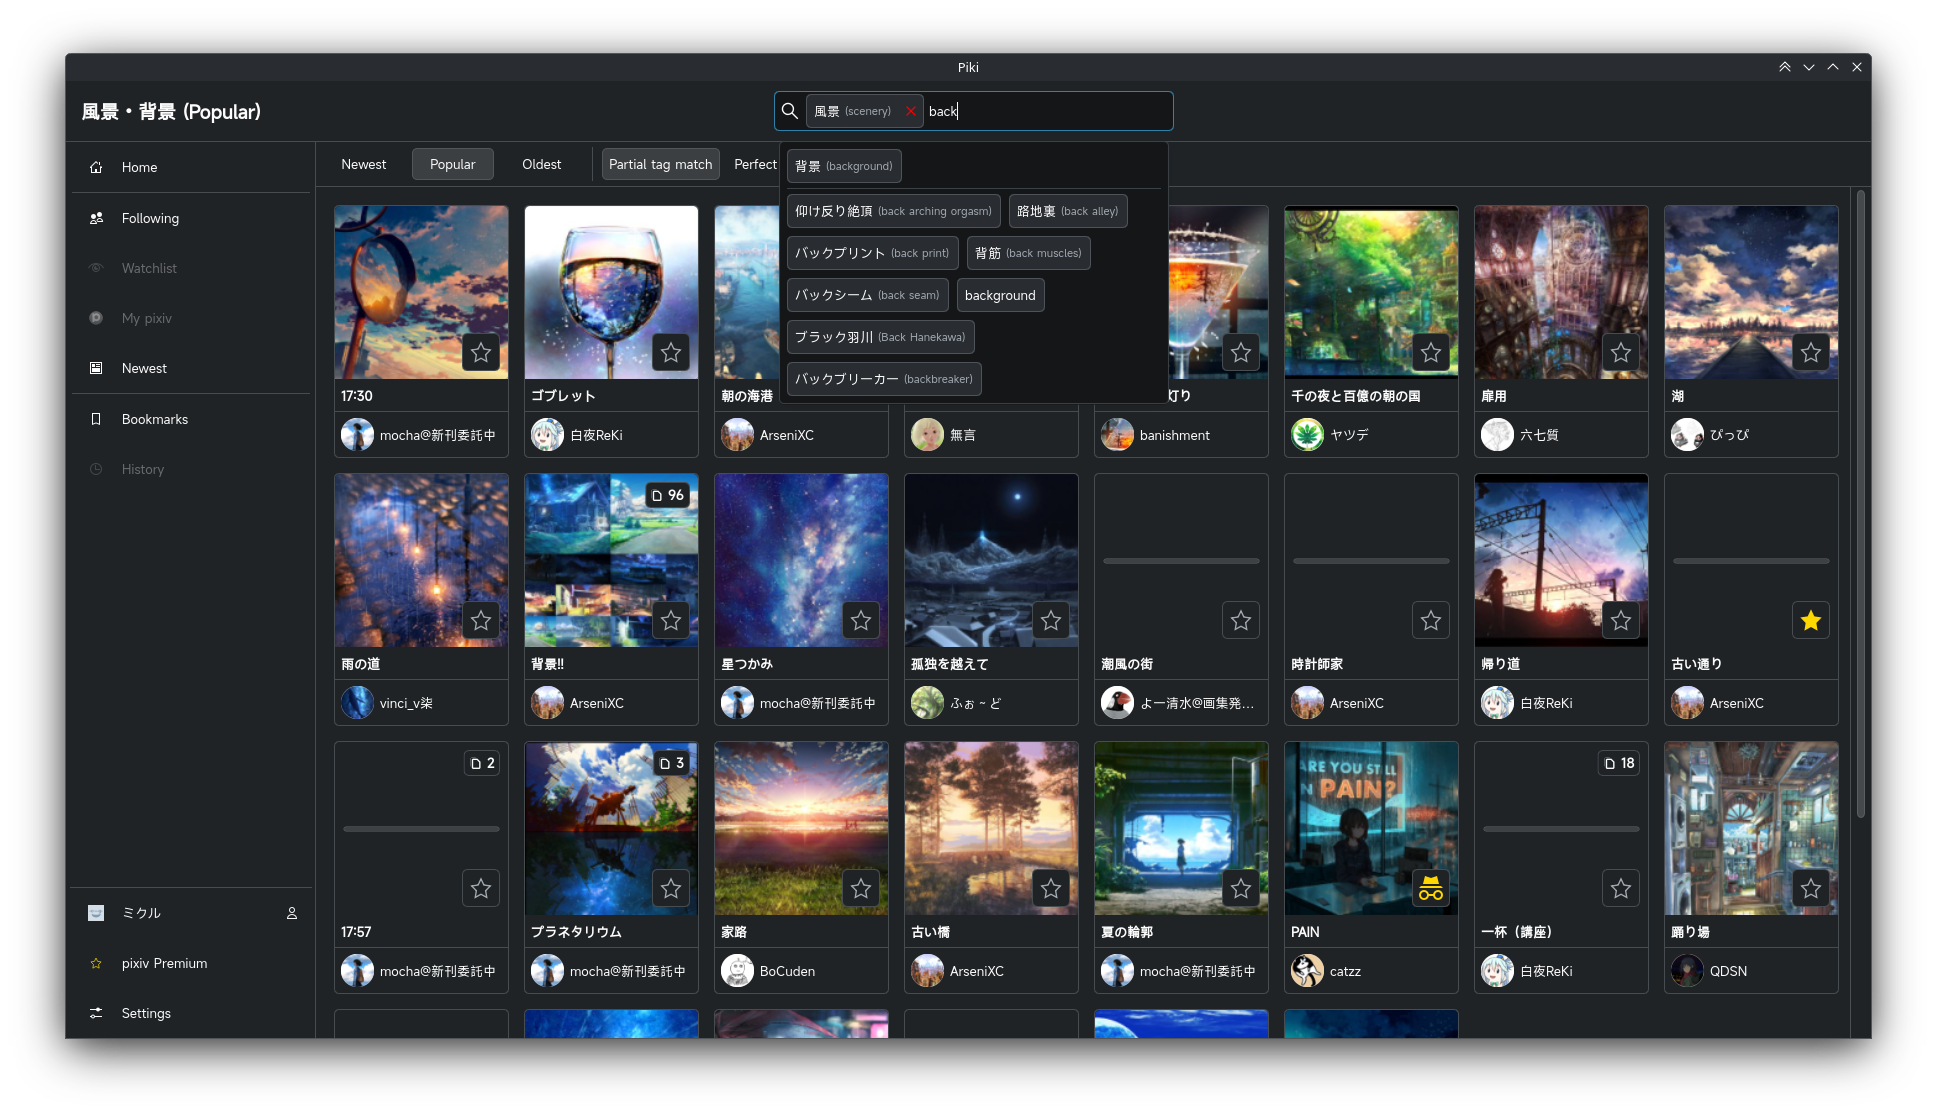 Piki
風景・背景 (Popular)
風景 (scenery) back
Home
Following
Watchlist
My pixiv
Newest
Bookmarks
History
ミクル
pixiv Premium
Settings
Newest Popular Oldest Partial tag match Perfect
背景 (background)
仰け反り絶頂 (back arching orgasm) 路地裏 (back alley)
バックプリント (back print) 背筋 (back muscles)
バックシーム (back seam) background
ブラック羽川 (Back Hanekawa)
バックブリーカー (backbreaker)
17:30 ゴブレット 朝の海港 灯り 千の夜と百億の朝の国 扉用 湖
mocha@新刊委託中 白夜ReKi ArseniXC 無言 banishment ヤツデ 六七質 ぴっぴ
96
雨の道 背景!! 星つかみ 孤独を越えて 潮風の街 時計師家 帰り道 古い通り
vinci_v柒 ArseniXC mocha@新刊委託中 ふぉ~ど よー清水@画集発… ArseniXC 白夜ReKi ArseniXC
2 3 18
ARE YOU STILL
IN PAIN?
17:57 プラネタリウム 家路 古い橋 夏の輪郭 PAIN 一杯（講座）踊り場
mocha@新刊委託中 mocha@新刊委託中 BoCuden ArseniXC mocha@新刊委託中 catzz 白夜ReKi QDSN